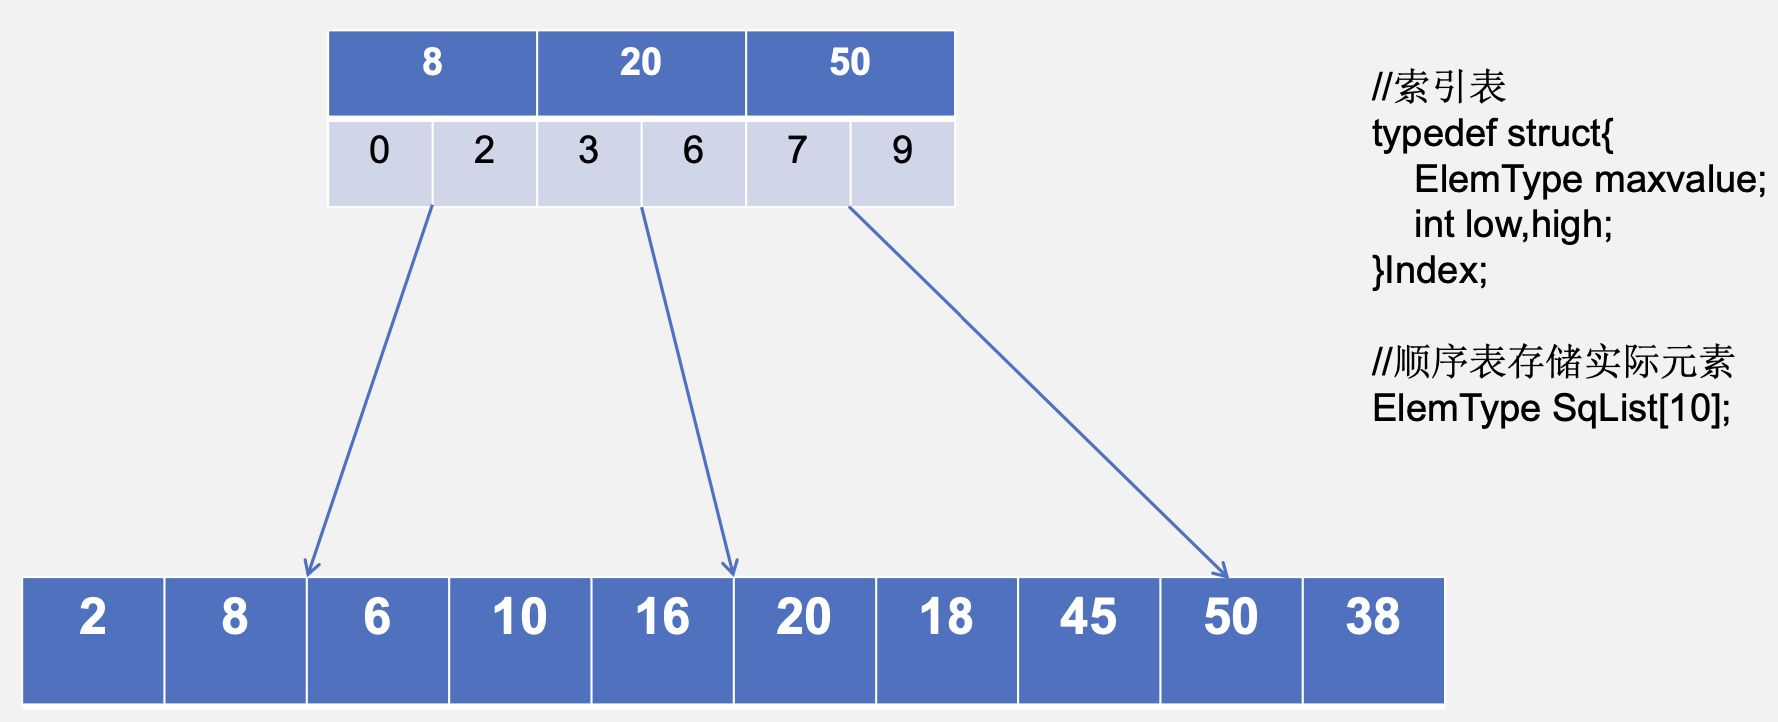 8 20 50
0 2 3 6 7 9
//索引表
typedef struct{
ElemType maxvalue;
int low,high;
}Index;
//顺序表存储实际元素
ElemType SqList[10];
2 8 6 10 16 20 18 45 50 38